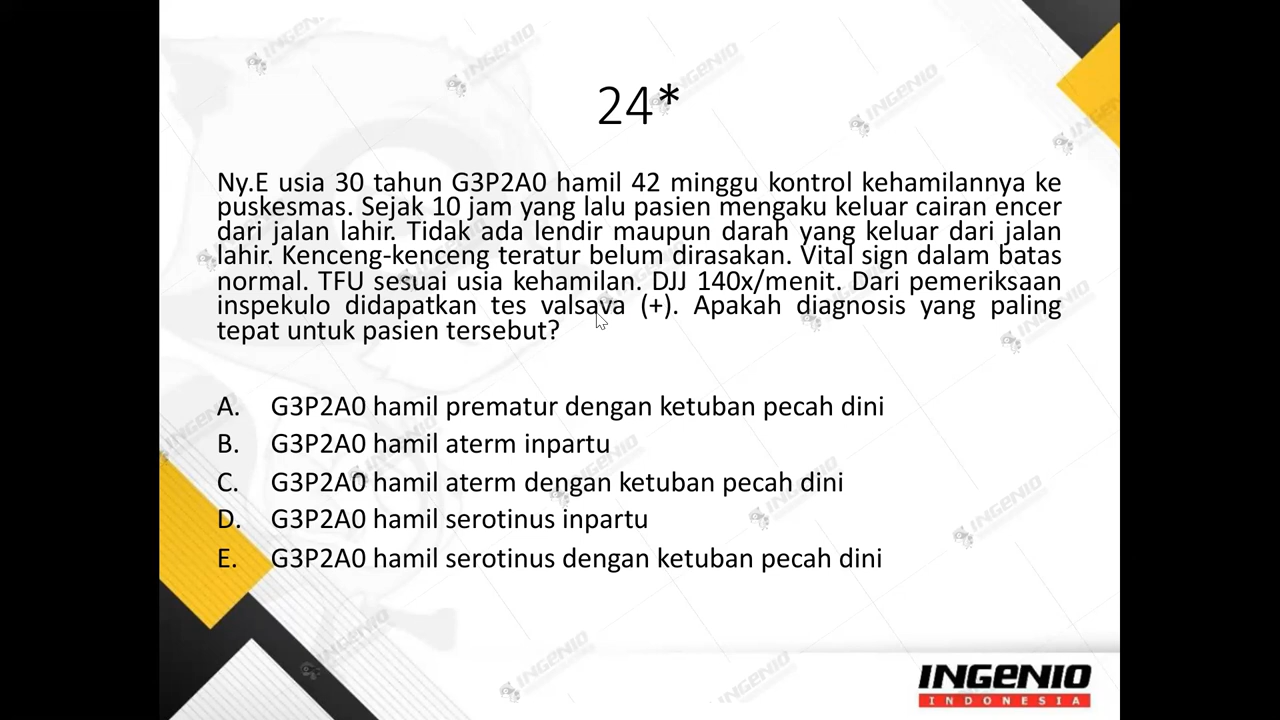 24*
Ny.E usia 30 tahun G3P2A0 hamil 42 minggu kontrol kehamilannya ke
puskesmas. Sejak 10 jam yang lalu pasien mengaku keluar cairan encer
dari jalan lahir. Tidak ada lendir maupun darah yang keluar dari jalan
lahir. Kenceng-kenceng teratur belum dirasakan. Vital sign dalam batas
normal. TFU sesuai usia kehamilan. DJJ 140x/menit. Dari pemeriksaan
inspekulo didapatkan tes valsava (+). Apakah diagnosis yang paling
tepat untuk pasien tersebut?
A. G3P2A0 hamil prematur dengan ketuban pecah dini
B. G3P2A0 hamil aterm inpartu
C. G3P2A0 hamil aterm dengan ketuban pecah dini
D. G3P2A0 hamil serotinus inpartu
E. G3P2A0 hamil serotinus dengan ketuban pecah dini
INGENIO
INDONESIA